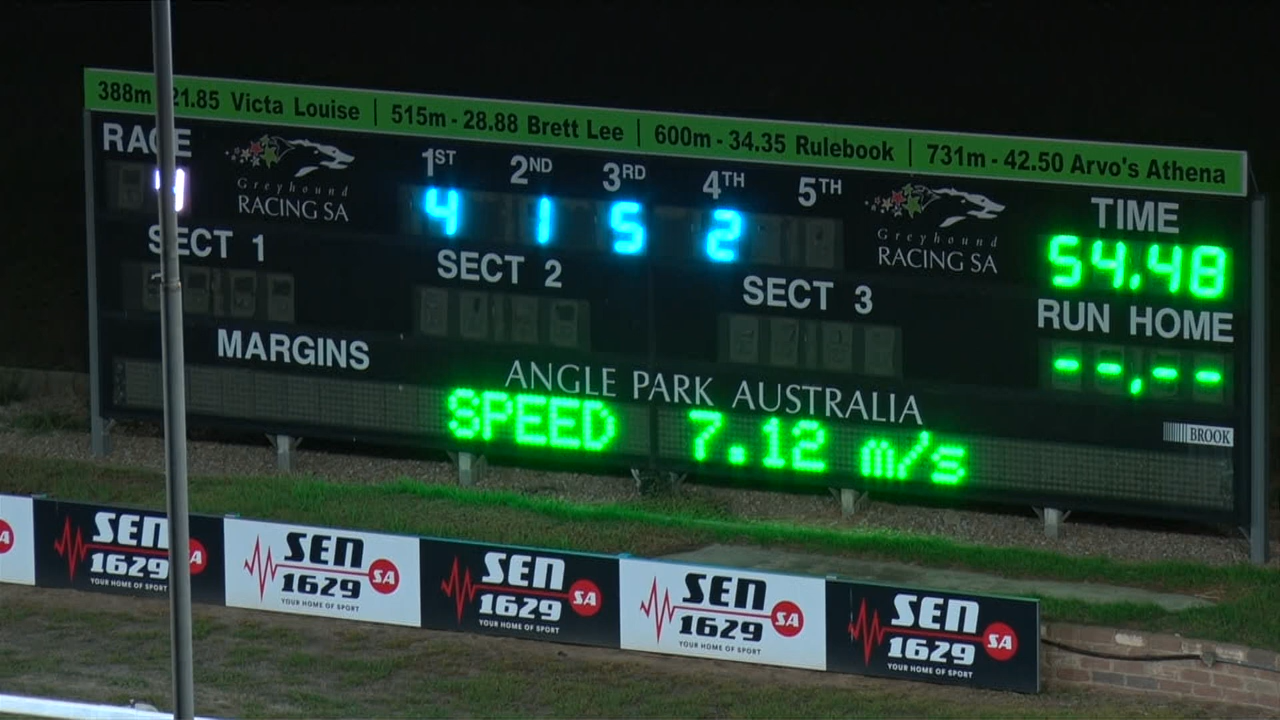 388m 21.85 Victa Louise | 515m - 28.88 Brett Lee | 600m - 34.35 Rulebook | 731m - 42.50 Arvo's Athena
RACE
Greyhound
RACING SA
1ST 2ND 3RD 4TH 5TH
4 1 5 2
Greyhound
RACING SA
TIME
54.48
SECT 1
SECT 2
SECT 3
RUN HOME
--,--
MARGINS
ANGLE PARK AUSTRALIA
SPEED 7.12 m/s
BROOK
A
SEN
1629
A
YOUR HOME OF SPORT
SEN
1629
SA
YOUR HOME OF SPORT
SEN
1629
SA
YOUR HOME OF SPORT
SEN
1629
SA
YOUR HOME OF SPORT
SEN
1629
SA
YOUR HOME OF SPORT